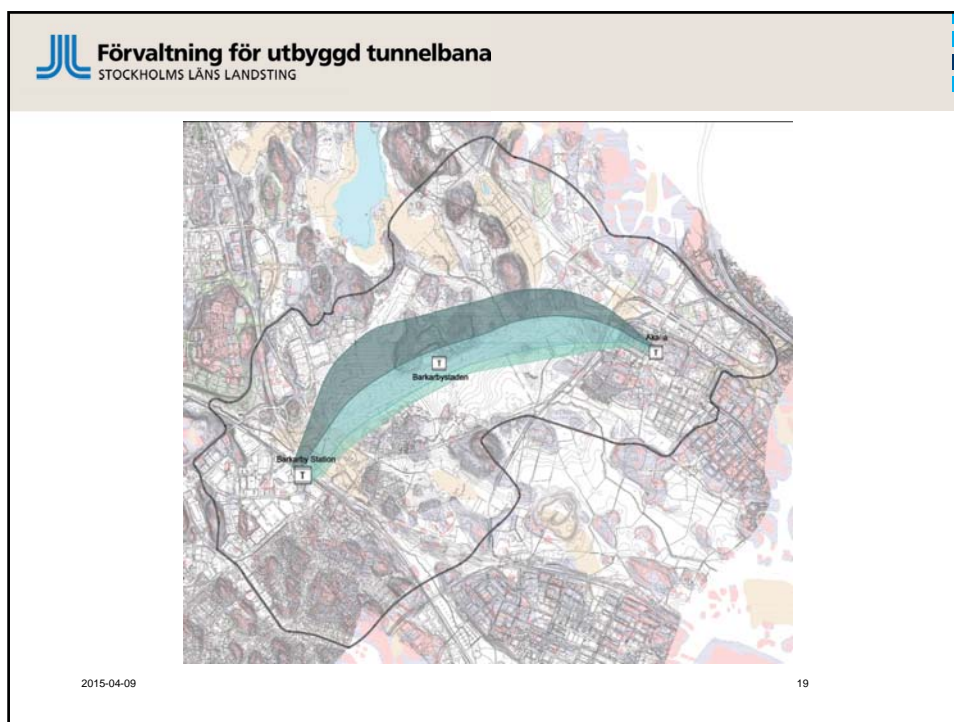 Förvaltning för utbyggd tunnelbana
STOCKHOLMS LÄNS LANDSTING
T
T
Barkarbystaden
Barkarby Station
T
2015-04-09
19